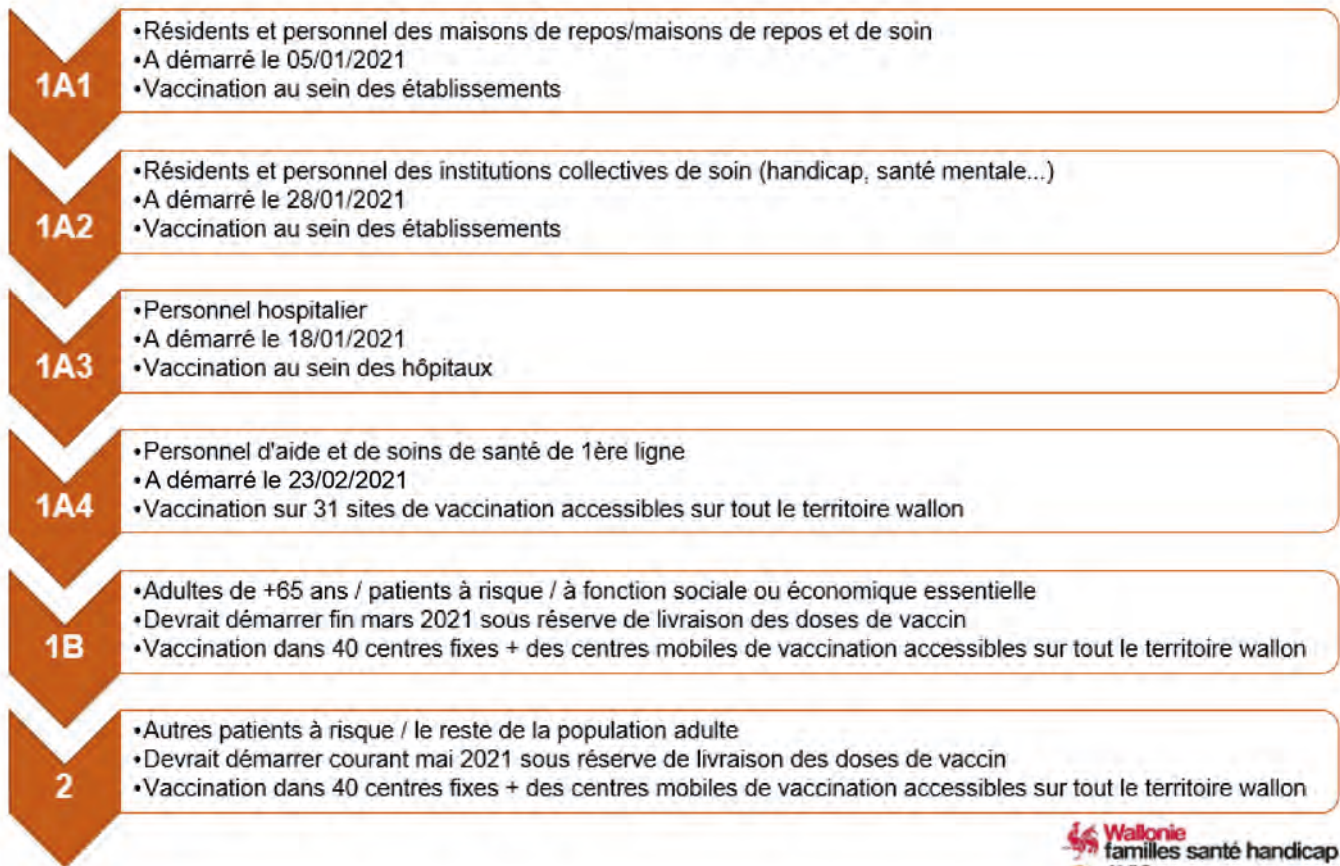 1A1
•Résidents et personnel des maisons de repos/maisons de repos et de soin
•A démarré le 05/01/2021
•Vaccination au sein des établissements
1A2
•Résidents et personnel des institutions collectives de soin (handicap, santé mentale...)
•A démarré le 28/01/2021
•Vaccination au sein des établissements
1A3
•Personnel hospitalier
•A démarré le 18/01/2021
•Vaccination au sein des hôpitaux
1A4
•Personnel d'aide et de soins de santé de 1ère ligne
•A démarré le 23/02/2021
•Vaccination sur 31 sites de vaccination accessibles sur tout le territoire wallon
1B
•Adultes de +65 ans / patients à risque / à fonction sociale ou économique essentielle
•Devrait démarrer fin mars 2021 sous réserve de livraison des doses de vaccin
•Vaccination dans 40 centres fixes + des centres mobiles de vaccination accessibles sur tout le territoire wallon
2
•Autres patients à risque / le reste de la population adulte
•Devrait démarrer courant mai 2021 sous réserve de livraison des doses de vaccin
•Vaccination dans 40 centres fixes + des centres mobiles de vaccination accessibles sur tout le territoire wallon
Wallonie
familles santé handicap